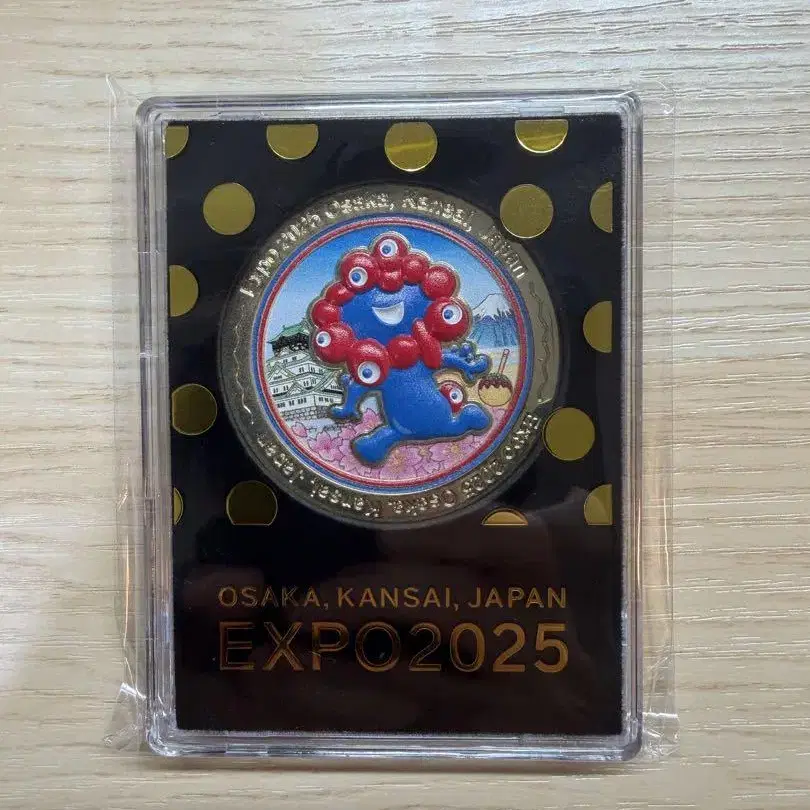 Expo 2025 Osaka, Kansai, Japan
Expo 2025 Osaka, Kansai, Japan
OSAKA, KANSAI, JAPAN
EXPO2025